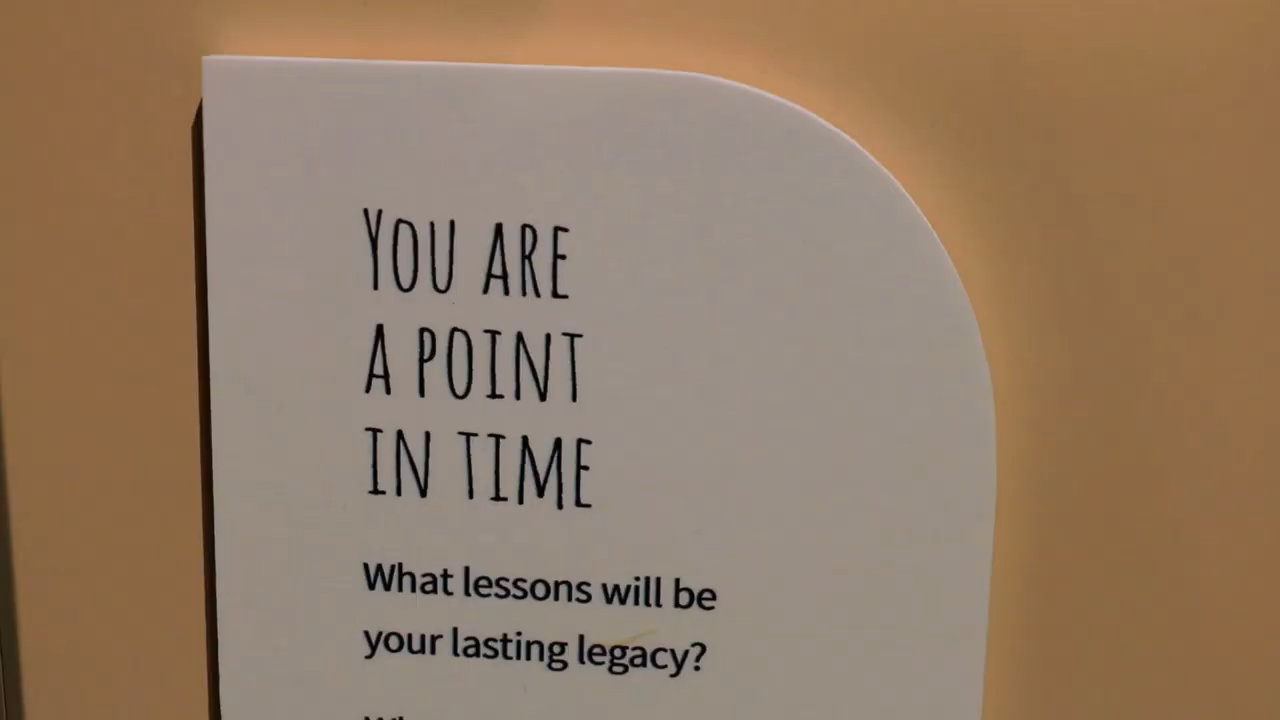 YOU ARE
A POINT
IN TIME
What lessons will be
your lasting legacy?